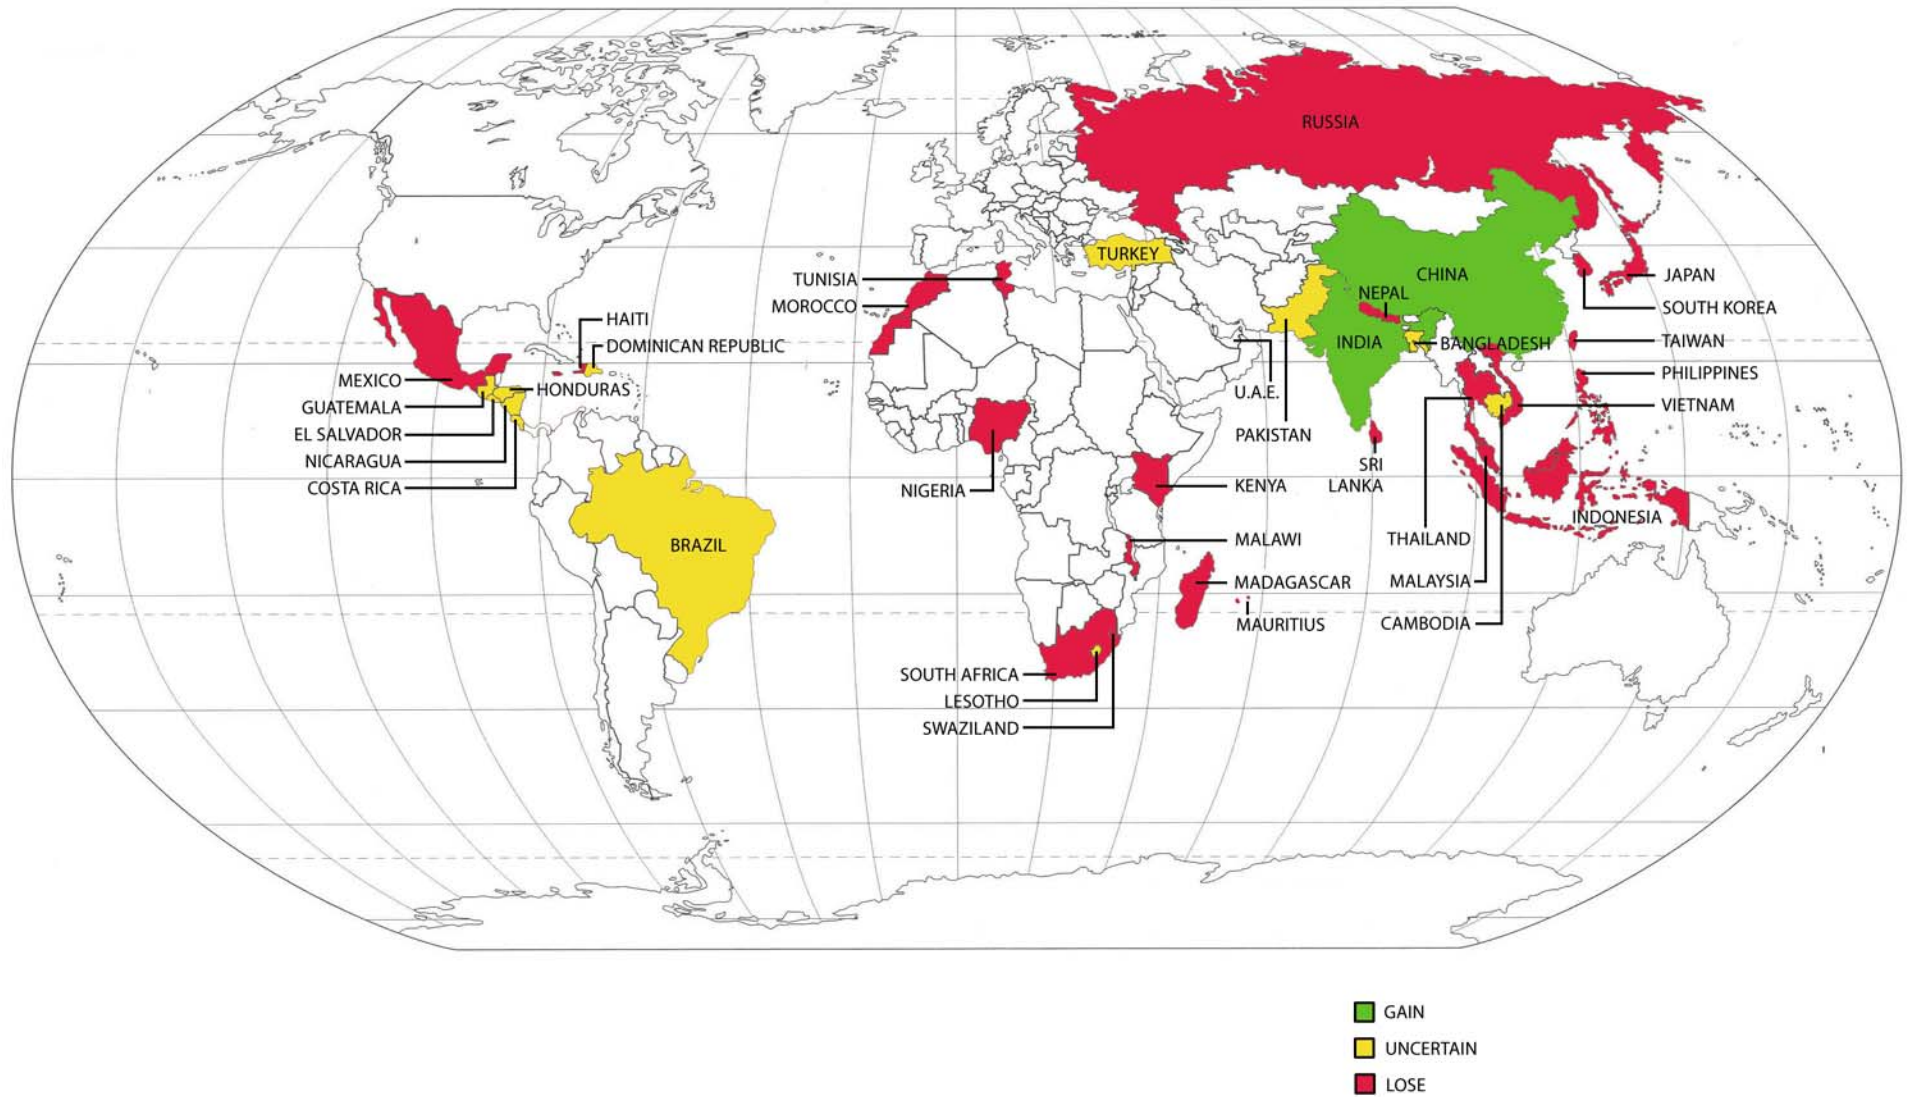 RUSSIA
TURKEY
CHINA
TUNISIA
MOROCCO
NEPAL
JAPAN
SOUTH KOREA
HAITI
DOMINICAN REPUBLIC
INDIA
BANGLADESH
TAIWAN
MEXICO
HONDURAS
U.A.E.
PHILIPPINES
GUATEMALA
VIETNAM
EL SALVADOR
PAKISTAN
NICARAGUA
SRI
LANKA
COSTA RICA
NIGERIA
KENYA
INDONESIA
BRAZIL
MALAWI
THAILAND
MADAGASCAR
MALAYSIA
MAURITIUS
CAMBODIA
SOUTH AFRICA
LESOTHO
SWAZILAND
GAIN
UNCERTAIN
LOSE